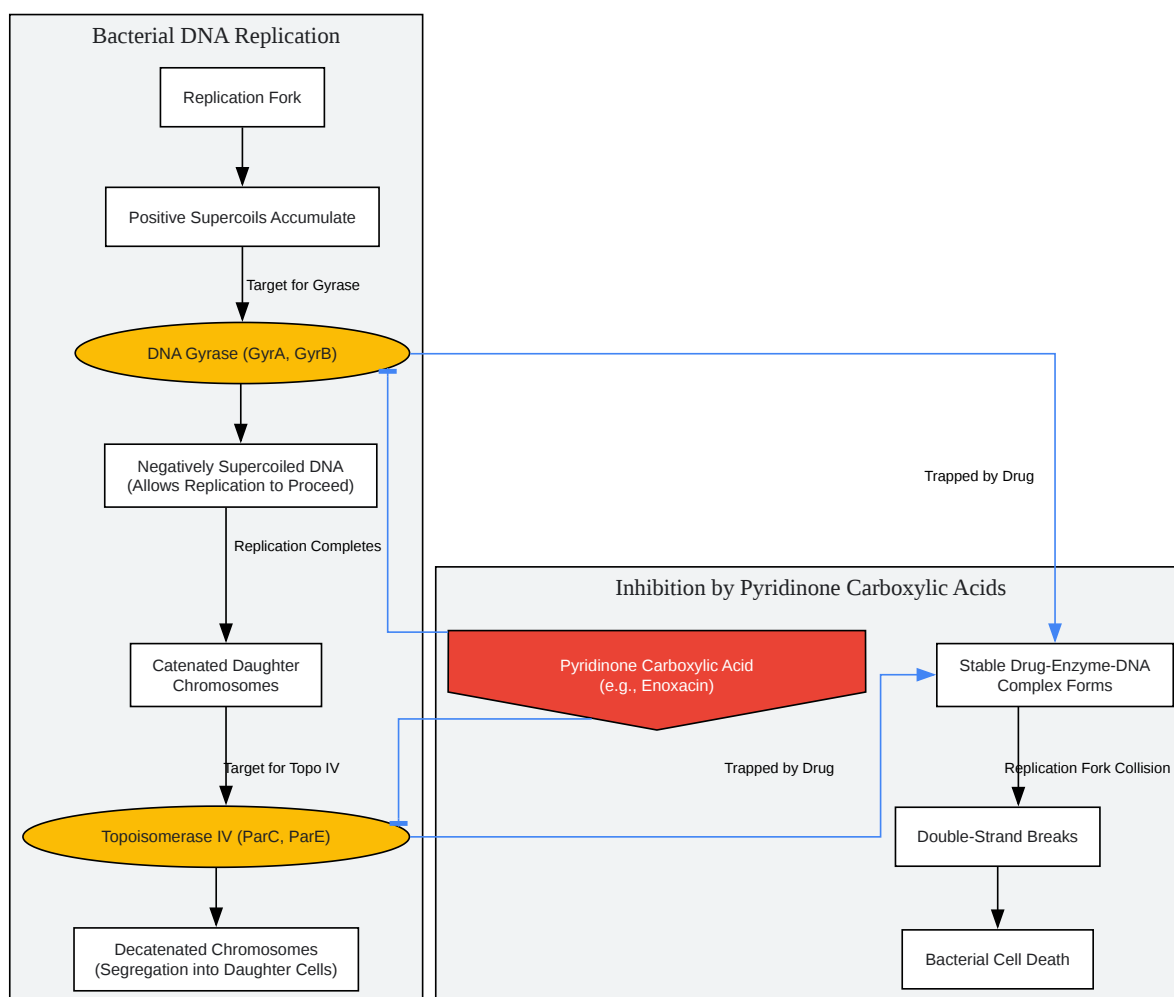 Bacterial DNA Replication
Replication Fork
Positive Supercoils Accumulate
Target for Gyrase
DNA Gyrase (GyrA, GyrB)
Negatively Supercoiled DNA
(Allows Replication to Proceed)
Trapped by Drug
Replication Completes
Inhibition by Pyridinone Carboxylic Acids
Catenated Daughter
Chromosomes
Pyridinone Carboxylic Acid
(e.g., Enoxacin)
Stable Drug-Enzyme-DNA
Complex Forms
Target for Topo IV
Trapped by Drug
Replication Fork Collision
Topoisomerase IV (ParC, ParE)
Double-Strand Breaks
Decatenated Chromosomes
(Segregation into Daughter Cells)
Bacterial Cell Death